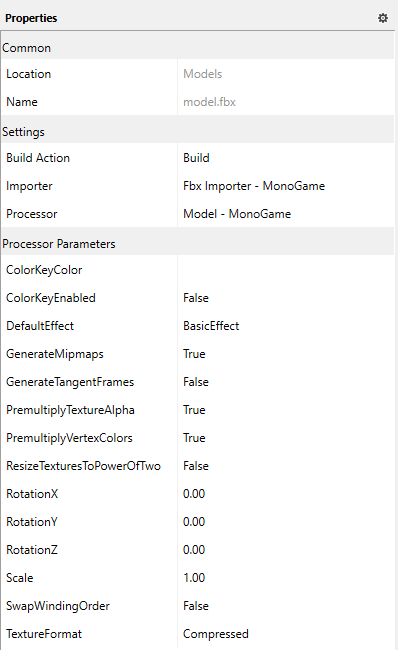 Properties
Common
Location Models
Name model.fbx
Settings
Build Action Build
Importer Fbx Importer - MonoGame
Processor Model - MonoGame
Processor Parameters
ColorKeyColor
ColorKeyEnabled False
DefaultEffect BasicEffect
GenerateMipmaps True
GenerateTangentFrames False
PremultiplyTextureAlpha True
PremultiplyVertexColors True
ResizeTexturesToPowerOfTwo False
RotationX 0.00
RotationY 0.00
RotationZ 0.00
Scale 1.00
SwapWindingOrder False
TextureFormat Compressed